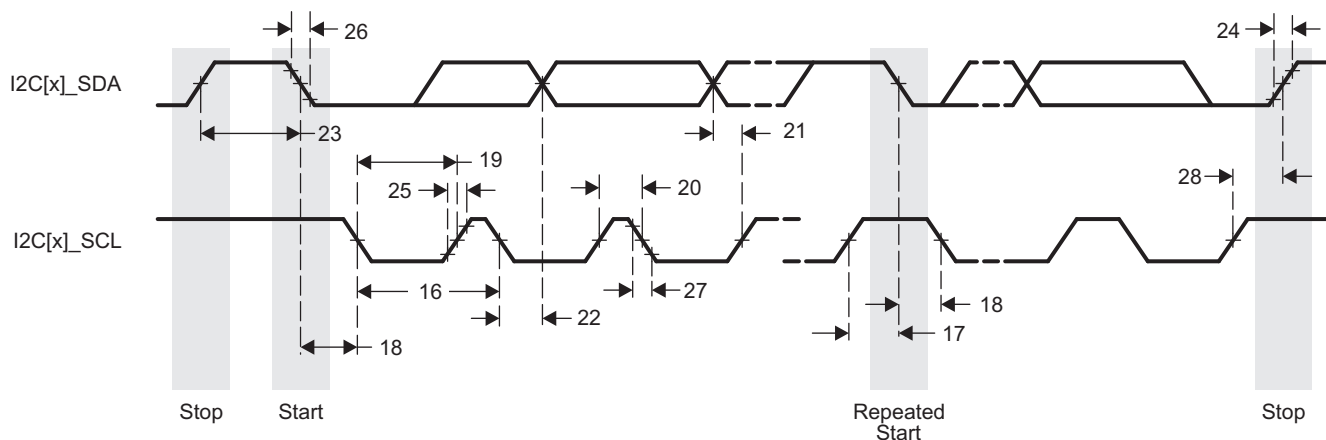 26
24
I2C[x]_SDA
23
21
19
25
20
28
I2C[x]_SCL
16
27
18
22
17
18
Stop
Start
Repeated
Start
Stop